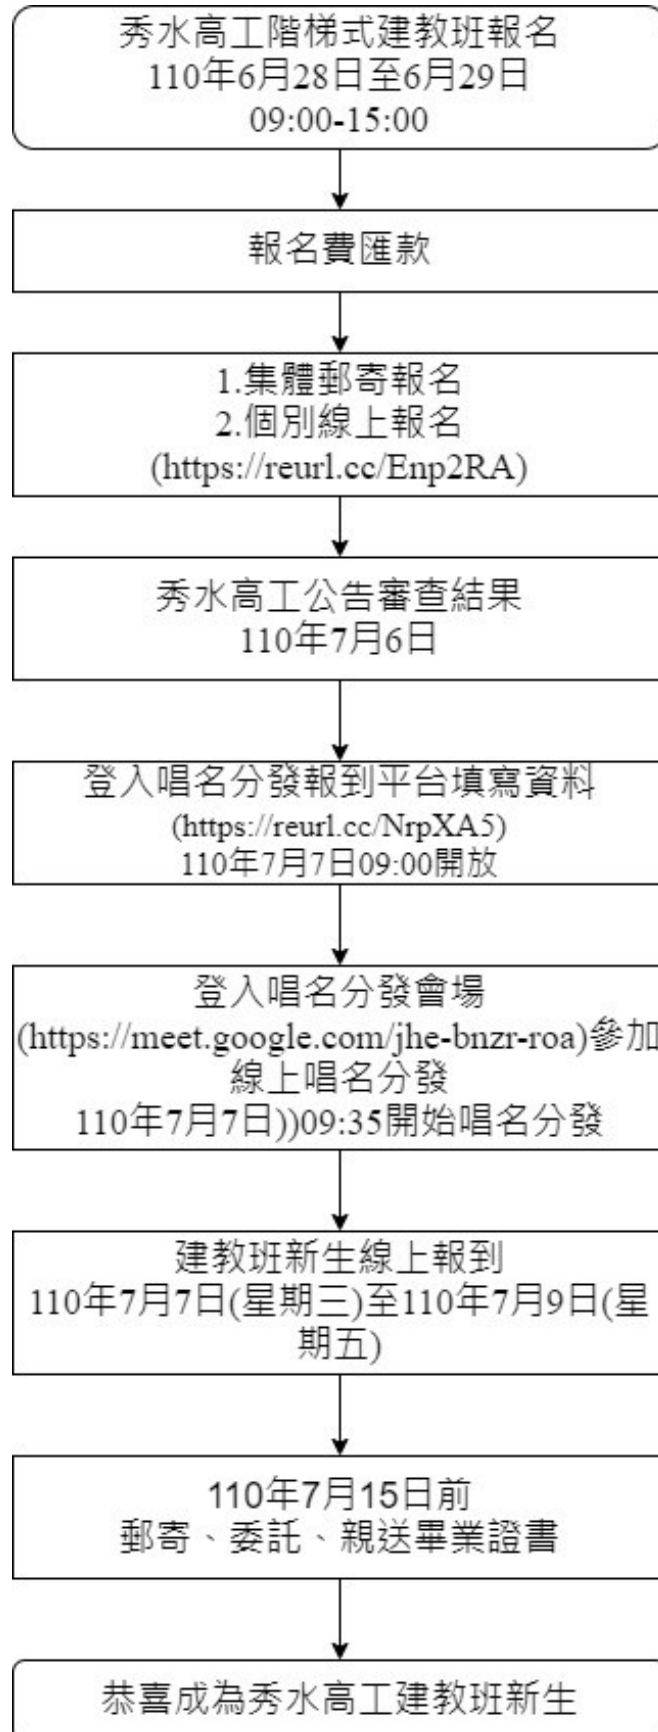 秀水高工階梯式建教班報名
110年6月28日至6月29日
09:00-15:00
報名費匯款
1.集體郵寄報名
2.個別線上報名
(https://reurl.cc/Enp2RA)
秀水高工公告審查結果
110年7月6日
登入唱名分發報到平台填寫資料
(https://reurl.cc/NrpXA5)
110年7月7日09:00開放
登入唱名分發會場
(https://meet.google.com/jhe-bnzr-roa)參加
線上唱名分發
110年7月7日))09:35開始唱名分發
建教班新生線上報到
110年7月7日(星期三)至110年7月9日(星
期五)
110年7月15日前
郵寄、委託、親送畢業證書
恭喜成為秀水高工建教班新生